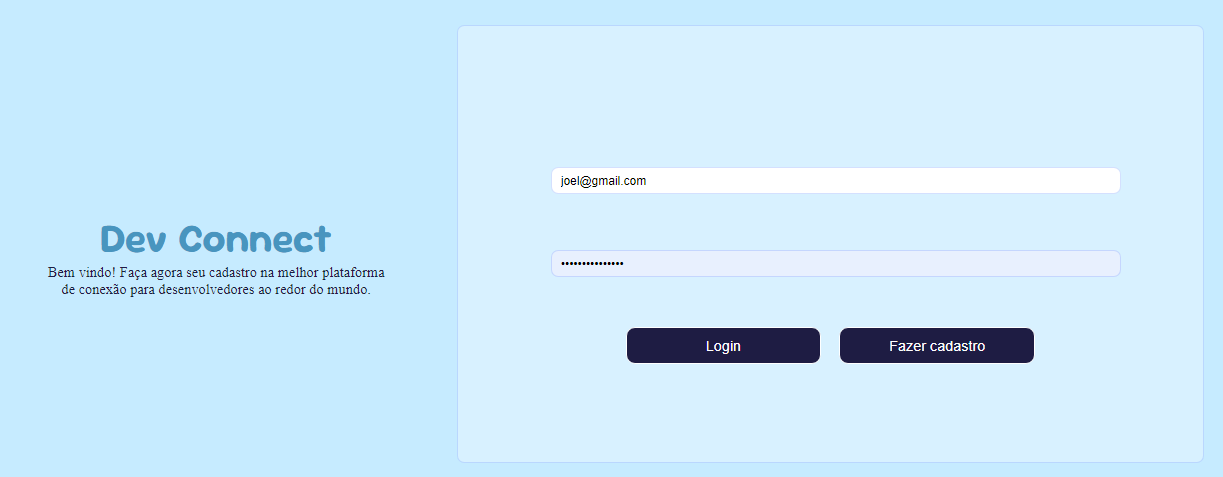 Dev Connect
Bem vindo! Faça agora seu cadastro na melhor plataforma
de conexão para desenvolvedores ao redor do mundo.
joel@gmail.com
•••••••••••••••
Login
Fazer cadastro